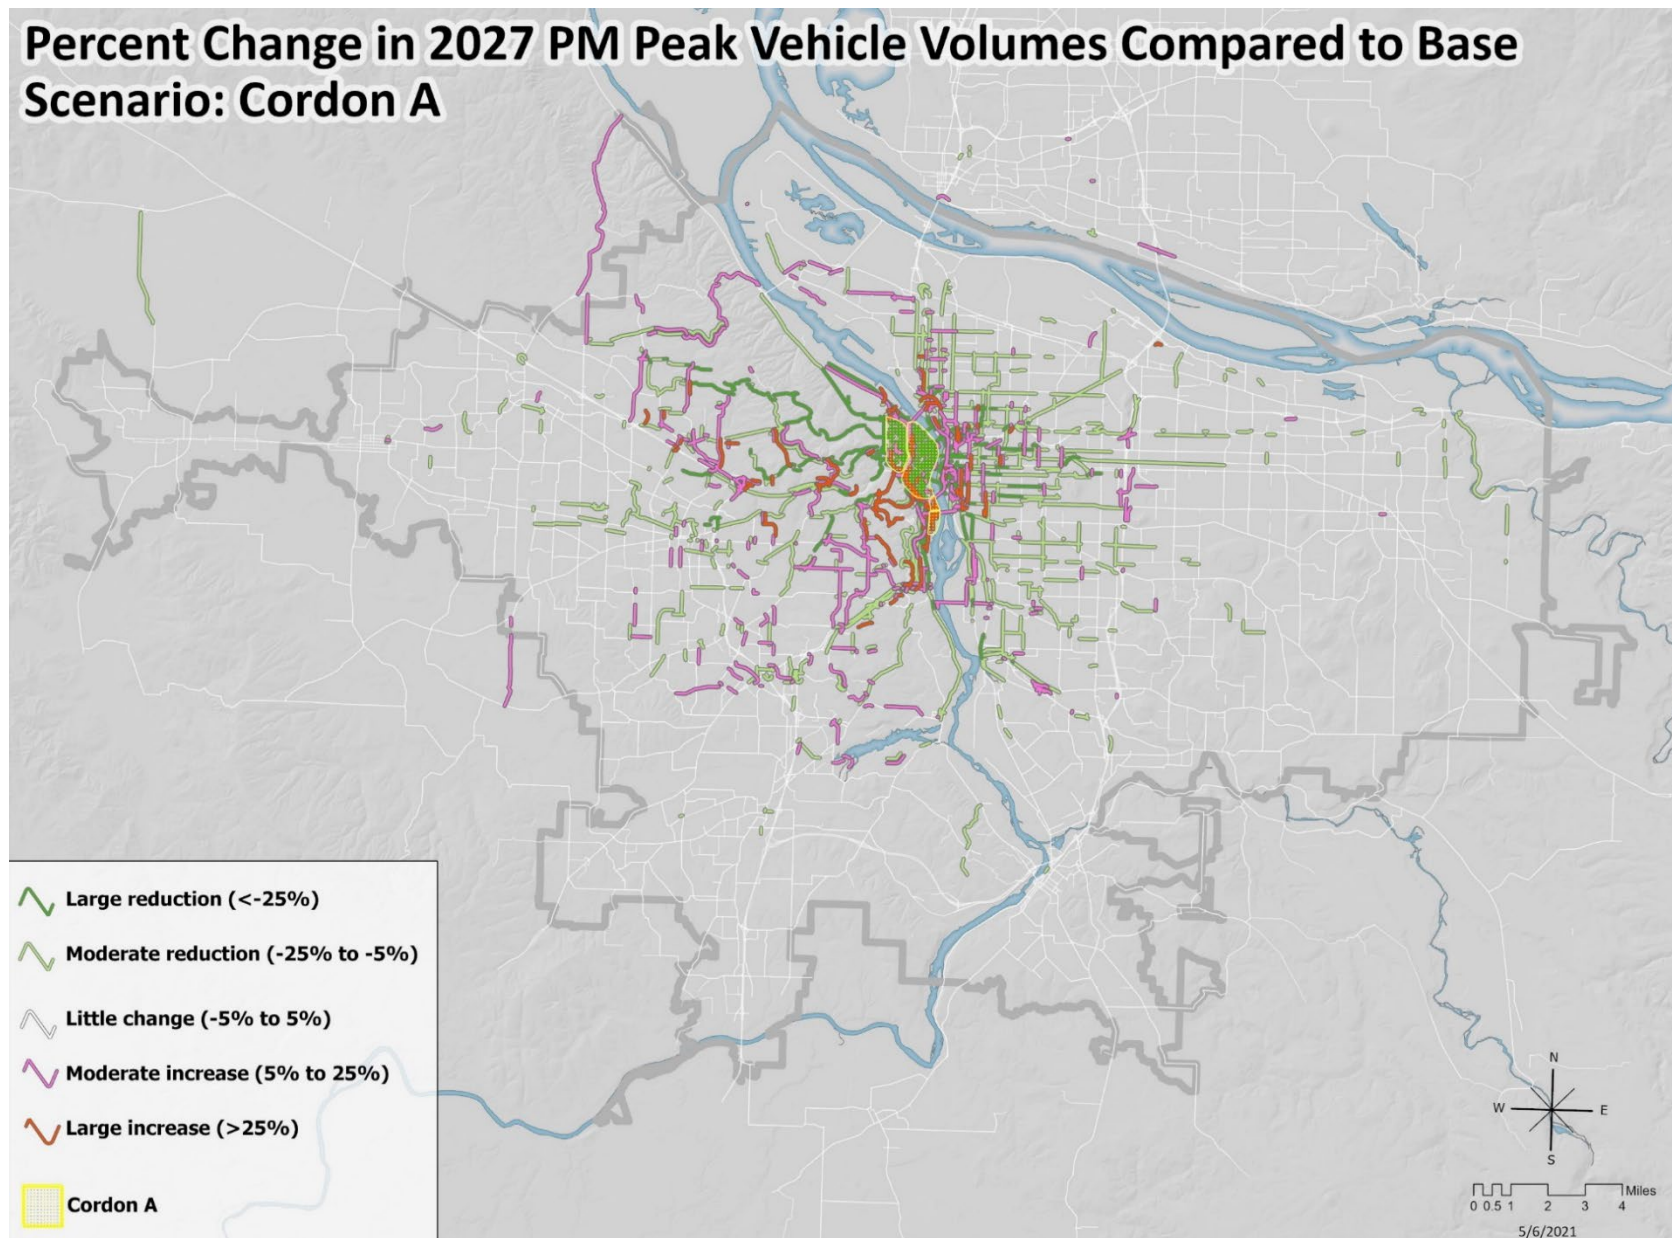 Percent Change in 2027 PM Peak Vehicle Volumes Compared to Base
Scenario: Cordon A
Large reduction (<-25%)
Moderate reduction (-25% to -5%)
Little change (-5% to 5%)
Moderate increase (5% to 25%)
Large increase (>25%)
Cordon A
N
W E
S
Miles
0 0.5 1 2 3 4
5/6/2021